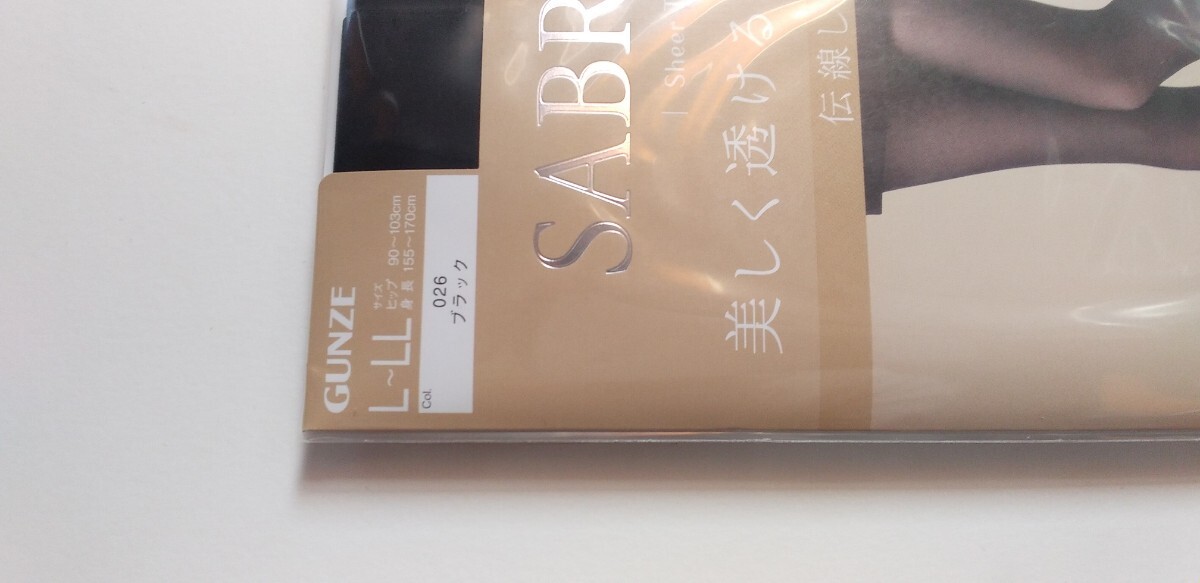 GUNZE
L~LL
サイズ
ヒップ 90~103cm
身長 155~170cm
Col.
026
ブラック
SABR
Sheer
美しく透ける
伝線し